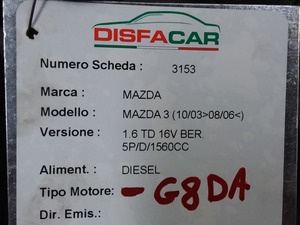 DISFACAR
Numero Scheda : 3153
Marca : MAZDA
Modello : MAZDA 3 (10/03>08/06<)
Versione : 1.6 TD 16V BER.
5P/D/1560CC
Aliment. : DIESEL
Tipo Motore: - G8DA
Dir. Emis.: